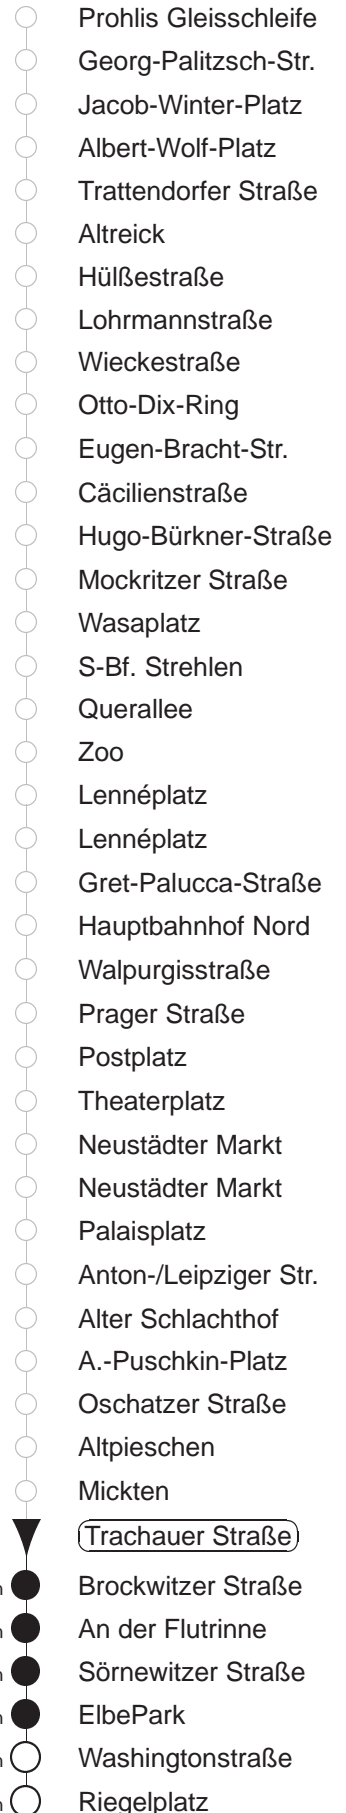 Prohlis Gleisschleife
Georg-Palitzsch-Str.
Jacob-Winter-Platz
Albert-Wolf-Platz
Trattendorfer Straße
Altreick
Hülßestraße
Lohrmannstraße
Wieckestraße
Otto-Dix-Ring
Eugen-Bracht-Str.
Cäcilienstraße
Hugo-Bürkner-Straße
Mockritzer Straße
Wasaplatz
S-Bf. Strehlen
Querallee
Zoo
Lennéplatz
Lennéplatz
Gret-Palucca-Straße
Hauptbahnhof Nord
Walpurgisstraße
Prager Straße
Postplatz
Theaterplatz
Neustädter Markt
Neustädter Markt
Palaisplatz
Anton-/Leipziger Str.
Alter Schlachthof
A.-Puschkin-Platz
Oschatzer Straße
Altpieschen
Mickten
Trachauer Straße
Brockwitzer Straße
An der Flutrinne
Sörnewitzer Straße
ElbePark
Washingtonstraße
Riegelplatz